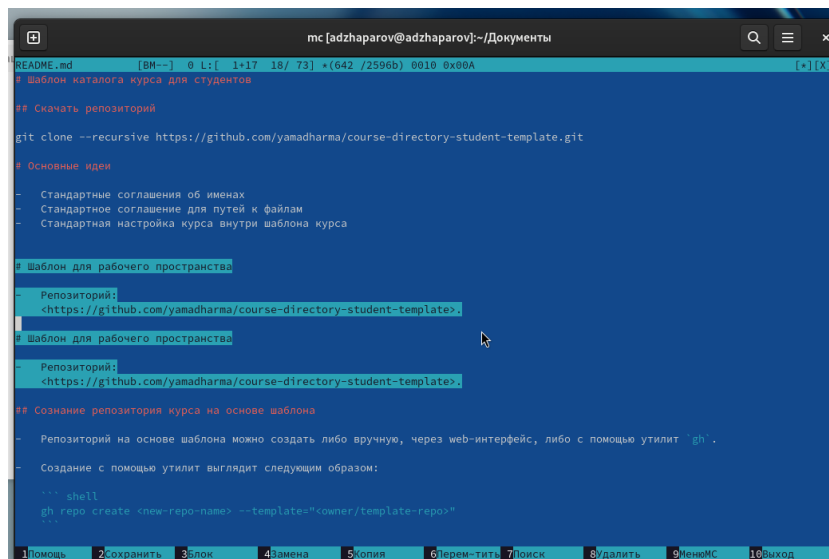 mc [adzhaparov@adzhaparov]:~/Документы
README.md [BM--] 0 L:[ 1+17 18/ 73] *(642 /2596b) 0010 0x00A [*][X]
# Шаблон каталога курса для студентов
## Скачать репозиторий
git clone --recursive https://github.com/yamadharma/course-directory-student-template.git
# Основные идеи
- Стандартные соглашения об именах
- Стандартное соглашение для путей к файлам
- Стандартная настройка курса внутри шаблона курса
# Шаблон для рабочего пространства
- Репозиторий:
<https://github.com/yamadharma/course-directory-student-template>.
# Шаблон для рабочего пространства
- Репозиторий:
<https://github.com/yamadharma/course-directory-student-template>.
## Сознание репозитория курса на основе шаблона
- Репозиторий на основе шаблона можно создать либо вручную, через web-интерфейс, либо с помощью утилит `gh`.
- Создание с помощью утилит выглядит следующим образом:
``` shell
gh repo create <new-repo-name> --template="<owner/template-repo>"
```
1Помощь 2Сохранить 3Блок 4Замена 5Копия 6Перем~тить 7Поиск 8Удалить 9МенюMC 10Выход